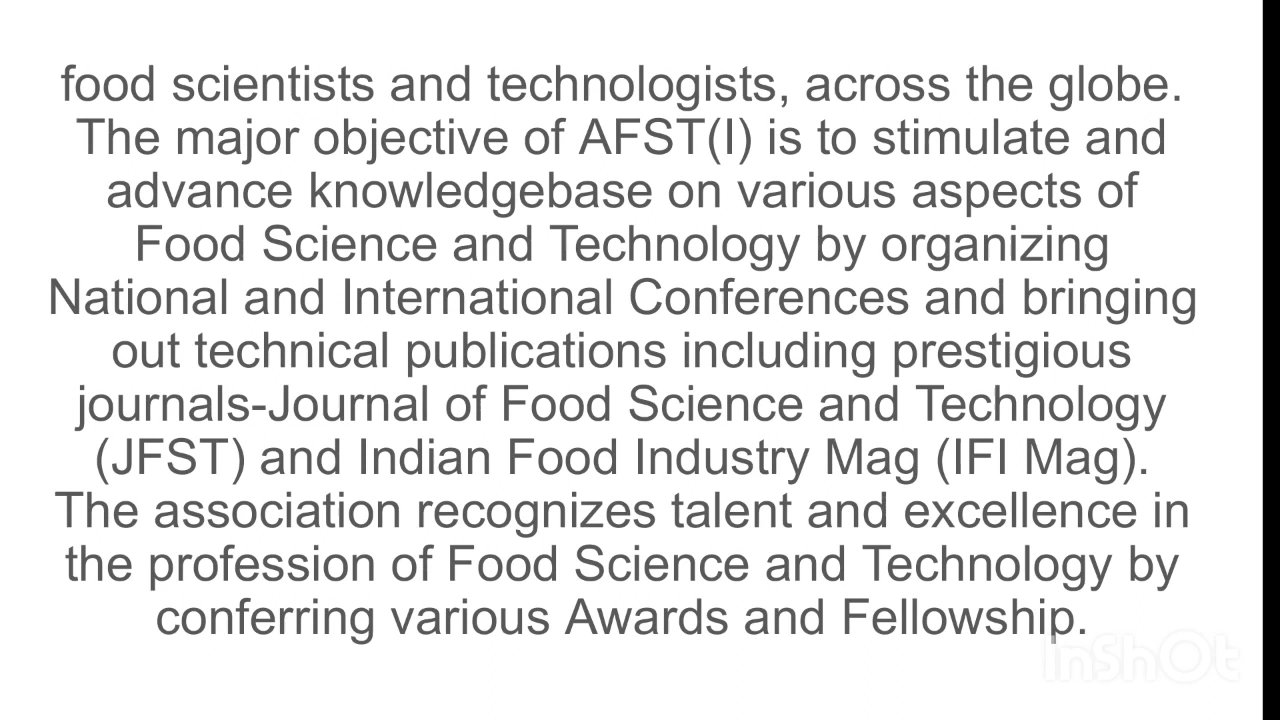 food scientists and technologists, across the globe.
The major objective of AFST(I) is to stimulate and
advance knowledgebase on various aspects of
Food Science and Technology by organizing
National and International Conferences and bringing
out technical publications including prestigious
journals-Journal of Food Science and Technology
(JFST) and Indian Food Industry Mag (IFI Mag).
The association recognizes talent and excellence in
the profession of Food Science and Technology by
conferring various Awards and Fellowship.
InShOt